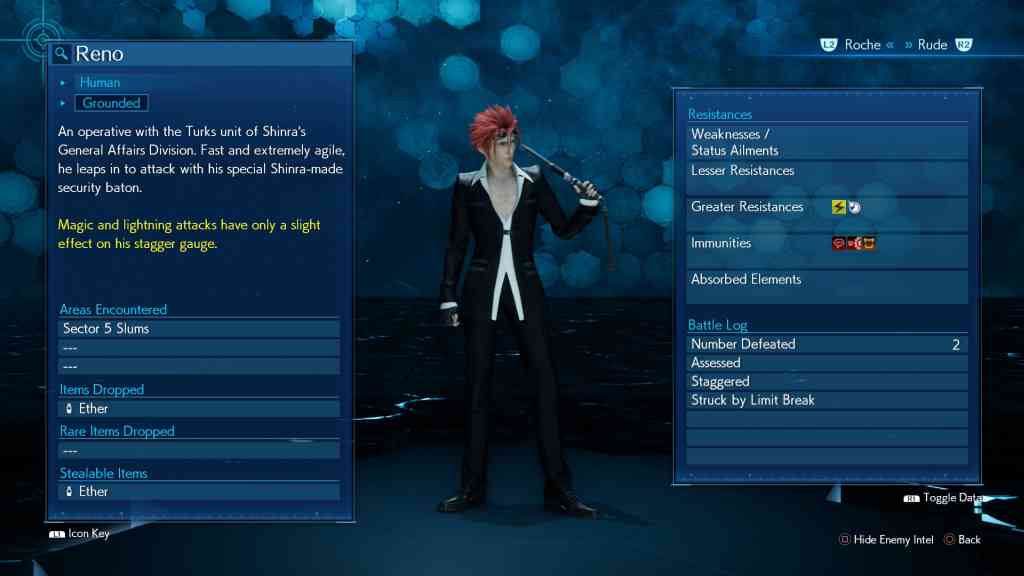 Reno
Human
Grounded
An operative with the Turks unit of Shinra's
General Affairs Division. Fast and extremely agile,
he leaps in to attack with his special Shinra-made
security baton.
Magic and lightning attacks have only a slight
effect on his stagger gauge.
Areas Encountered
Sector 5 Slums
---
---
Items Dropped
Ether
Rare Items Dropped
---
Stealable Items
Ether
L1 Icon Key
L2 Roche « » Rude R2
Resistances
Weaknesses /
Status Ailments
Lesser Resistances
Greater Resistances
Immunities
Absorbed Elements
Battle Log
Number Defeated 2
Assessed
Staggered
Struck by Limit Break
R1 Toggle Data
Hide Enemy Intel Back